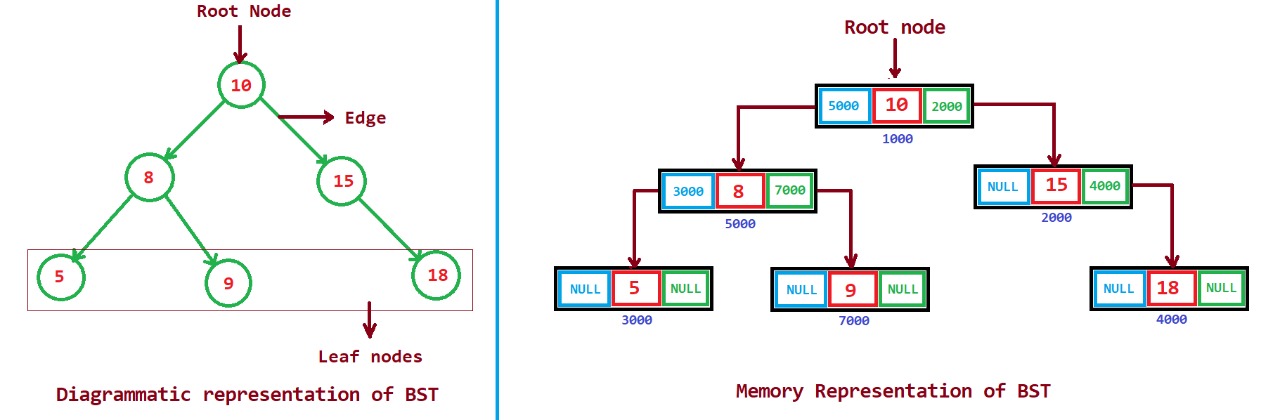 Root Node
10
Edge
8
15
5
9
18
Leaf nodes
Diagrammatic representation of BST
Root node
5000 10 2000
1000
3000 8 7000
5000
NULL 15 4000
2000
NULL 5 NULL
3000
NULL 9 NULL
7000
NULL 18 NULL
4000
Memory Representation of BST